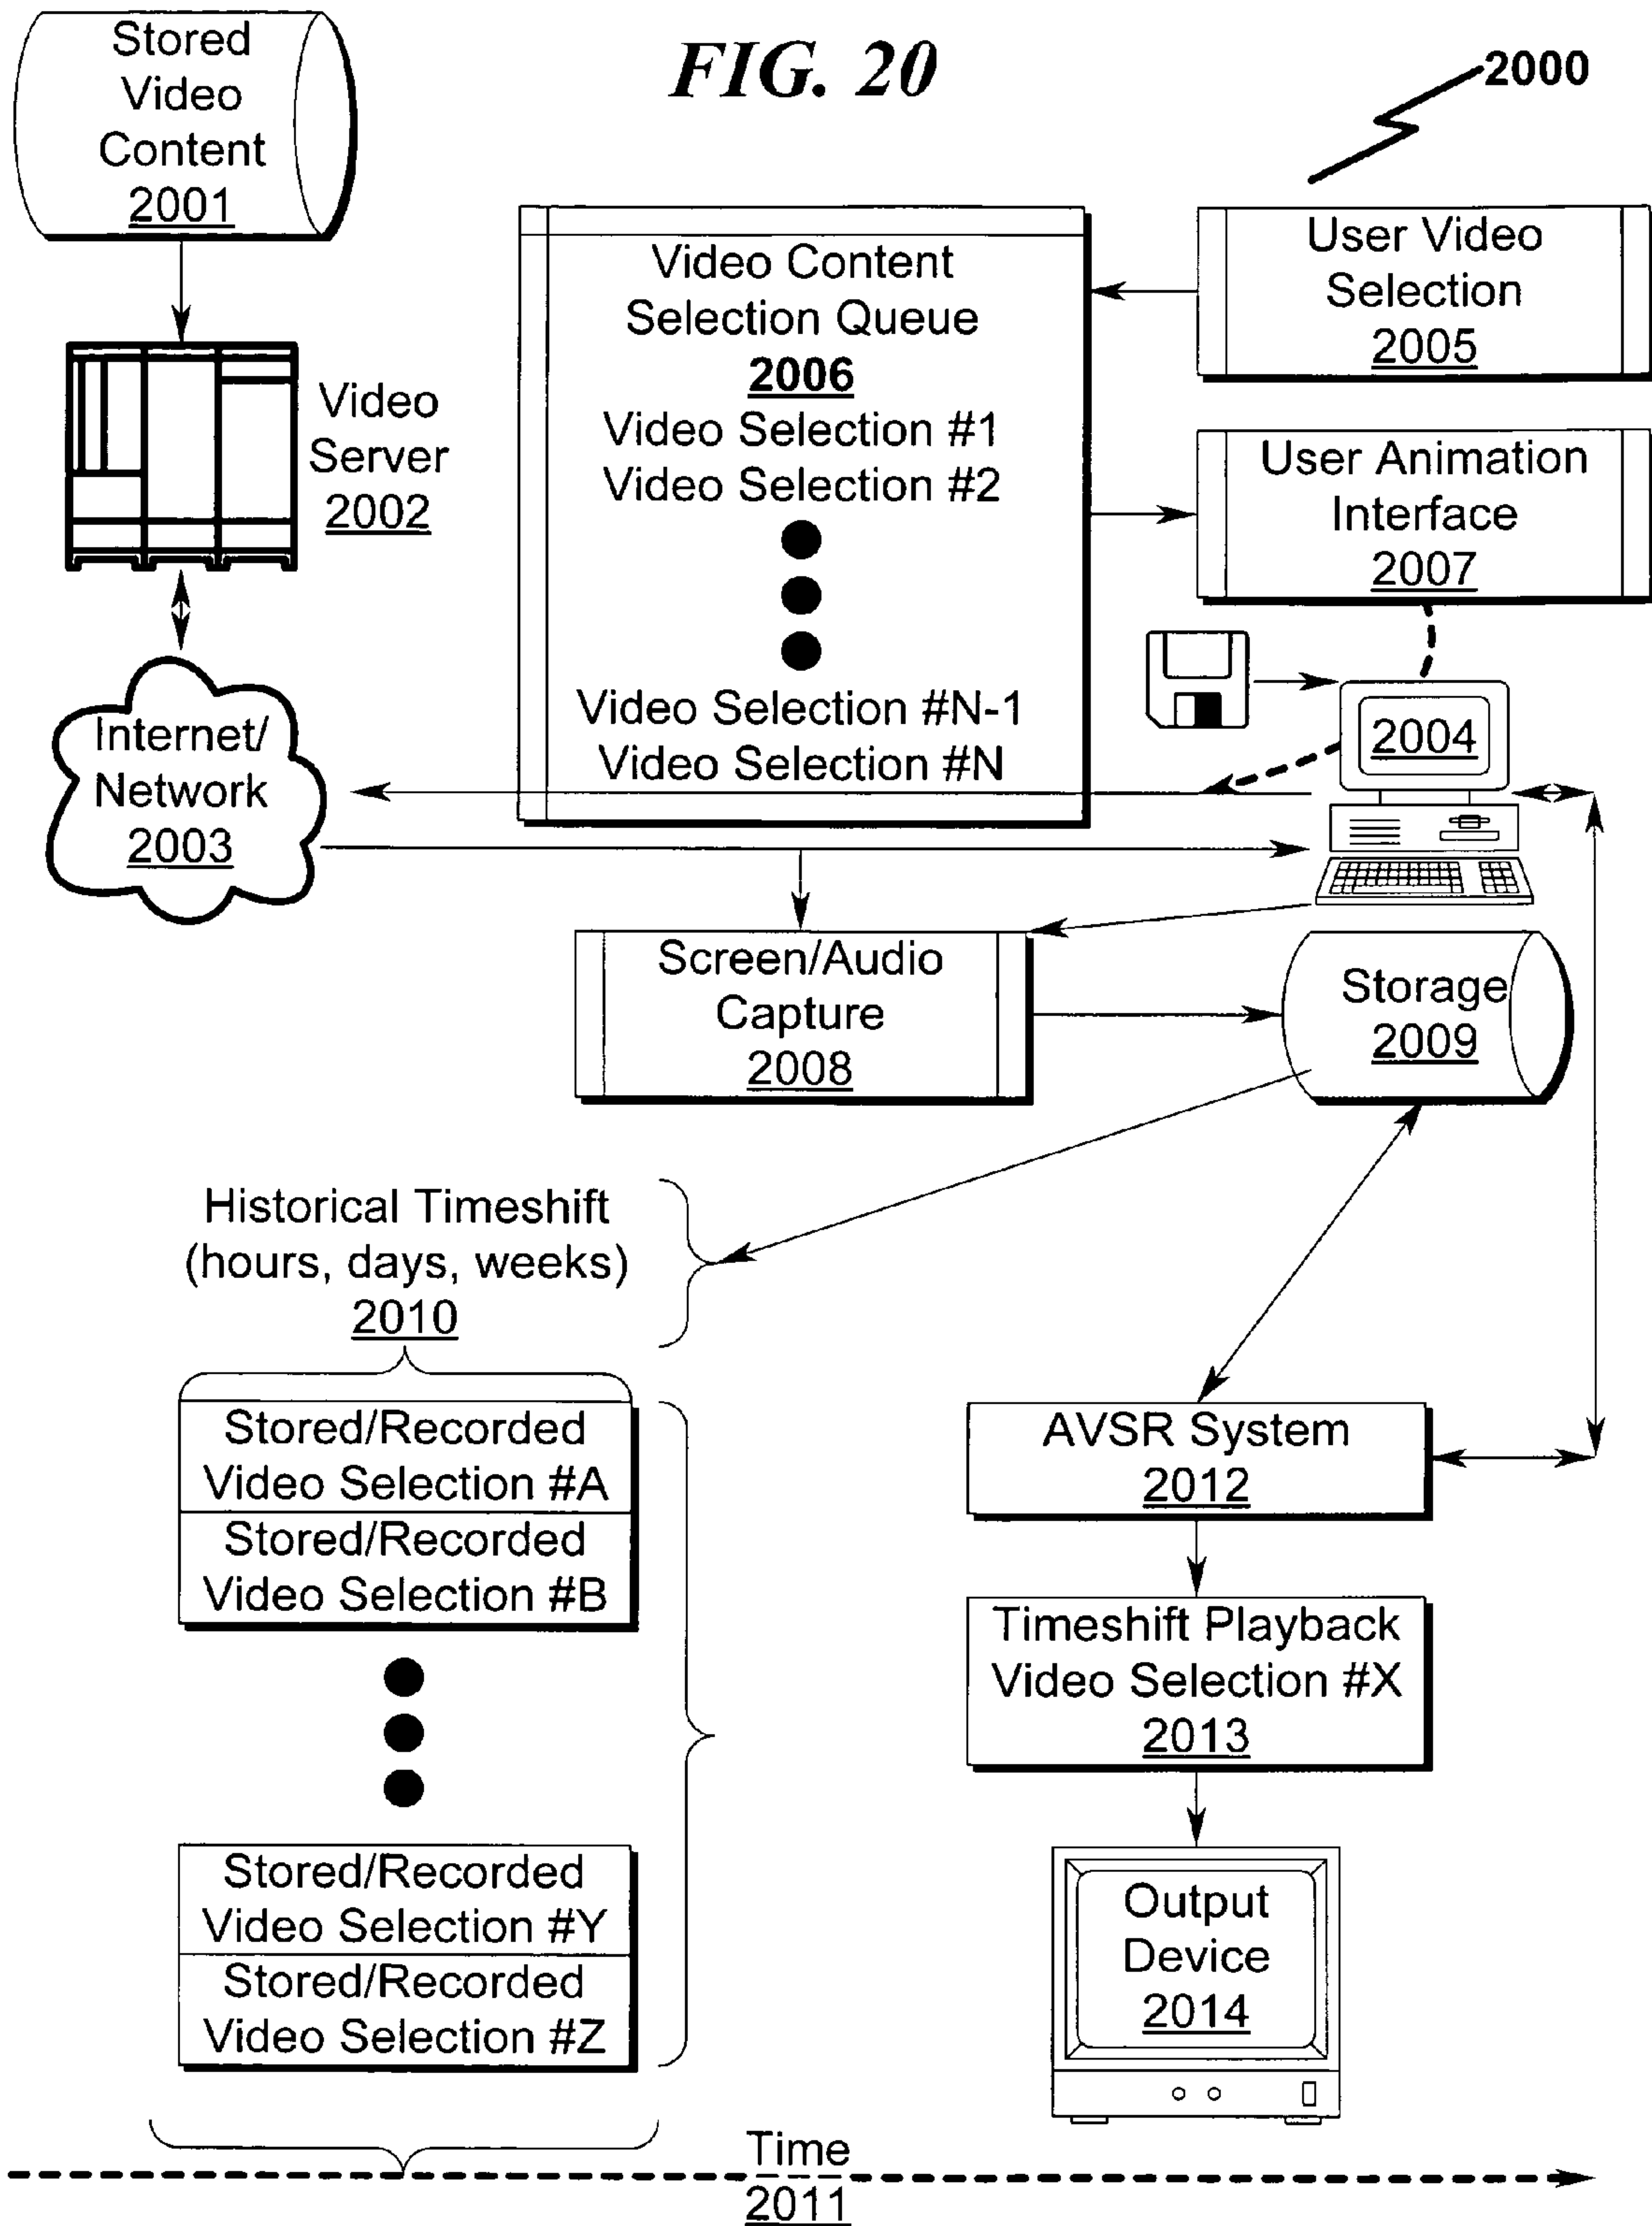 FIG. 20
2000
Stored
Video
Content
2001
Video
Server
2002
Internet/
Network
2003
Video Content
Selection Queue
2006
Video Selection #1
Video Selection #2
Video Selection #N-1
Video Selection #N
User Video
Selection
2005
User Animation
Interface
2007
2004
Screen/Audio
Capture
2008
Storage
2009
Historical Timeshift
(hours, days, weeks)
2010
Stored/Recorded
Video Selection #A
Stored/Recorded
Video Selection #B
Stored/Recorded
Video Selection #Y
Stored/Recorded
Video Selection #Z
AVSR System
2012
Timeshift Playback
Video Selection #X
2013
Output
Device
2014
Time
2011